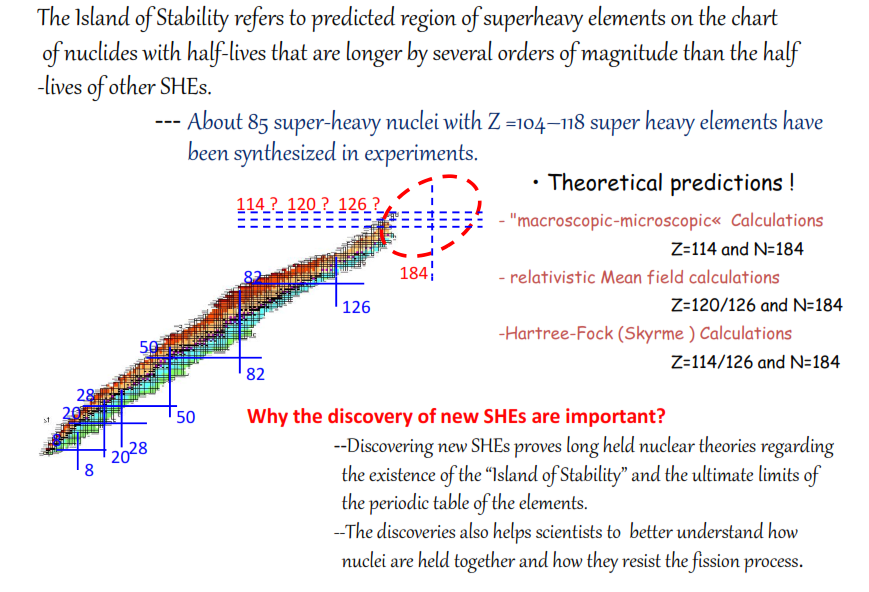 The Island of Stability refers to predicted region of superheavy elements on the chart
of nuclides with half-lives that are longer by several orders of magnitude than the half
-lives of other SHEs.
--- About 85 super-heavy nuclei with Z =104–118 super heavy elements have
been synthesized in experiments.
• Theoretical predictions !
114 ? 120 ? 126 ?
- "macroscopic-microscopic« Calculations
Z=114 and N=184
184
- relativistic Mean field calculations
82
126
Z=120/126 and N=184
-Hartree-Fock (Skyrme ) Calculations
50
Z=114/126 and N=184
82
28
20
50
Why the discovery of new SHEs are important?
8
20
28
8
--Discovering new SHEs proves long held nuclear theories regarding
the existence of the “Island of Stability” and the ultimate limits of
the periodic table of the elements.
--The discoveries also helps scientists to better understand how
nuclei are held together and how they resist the fission process.